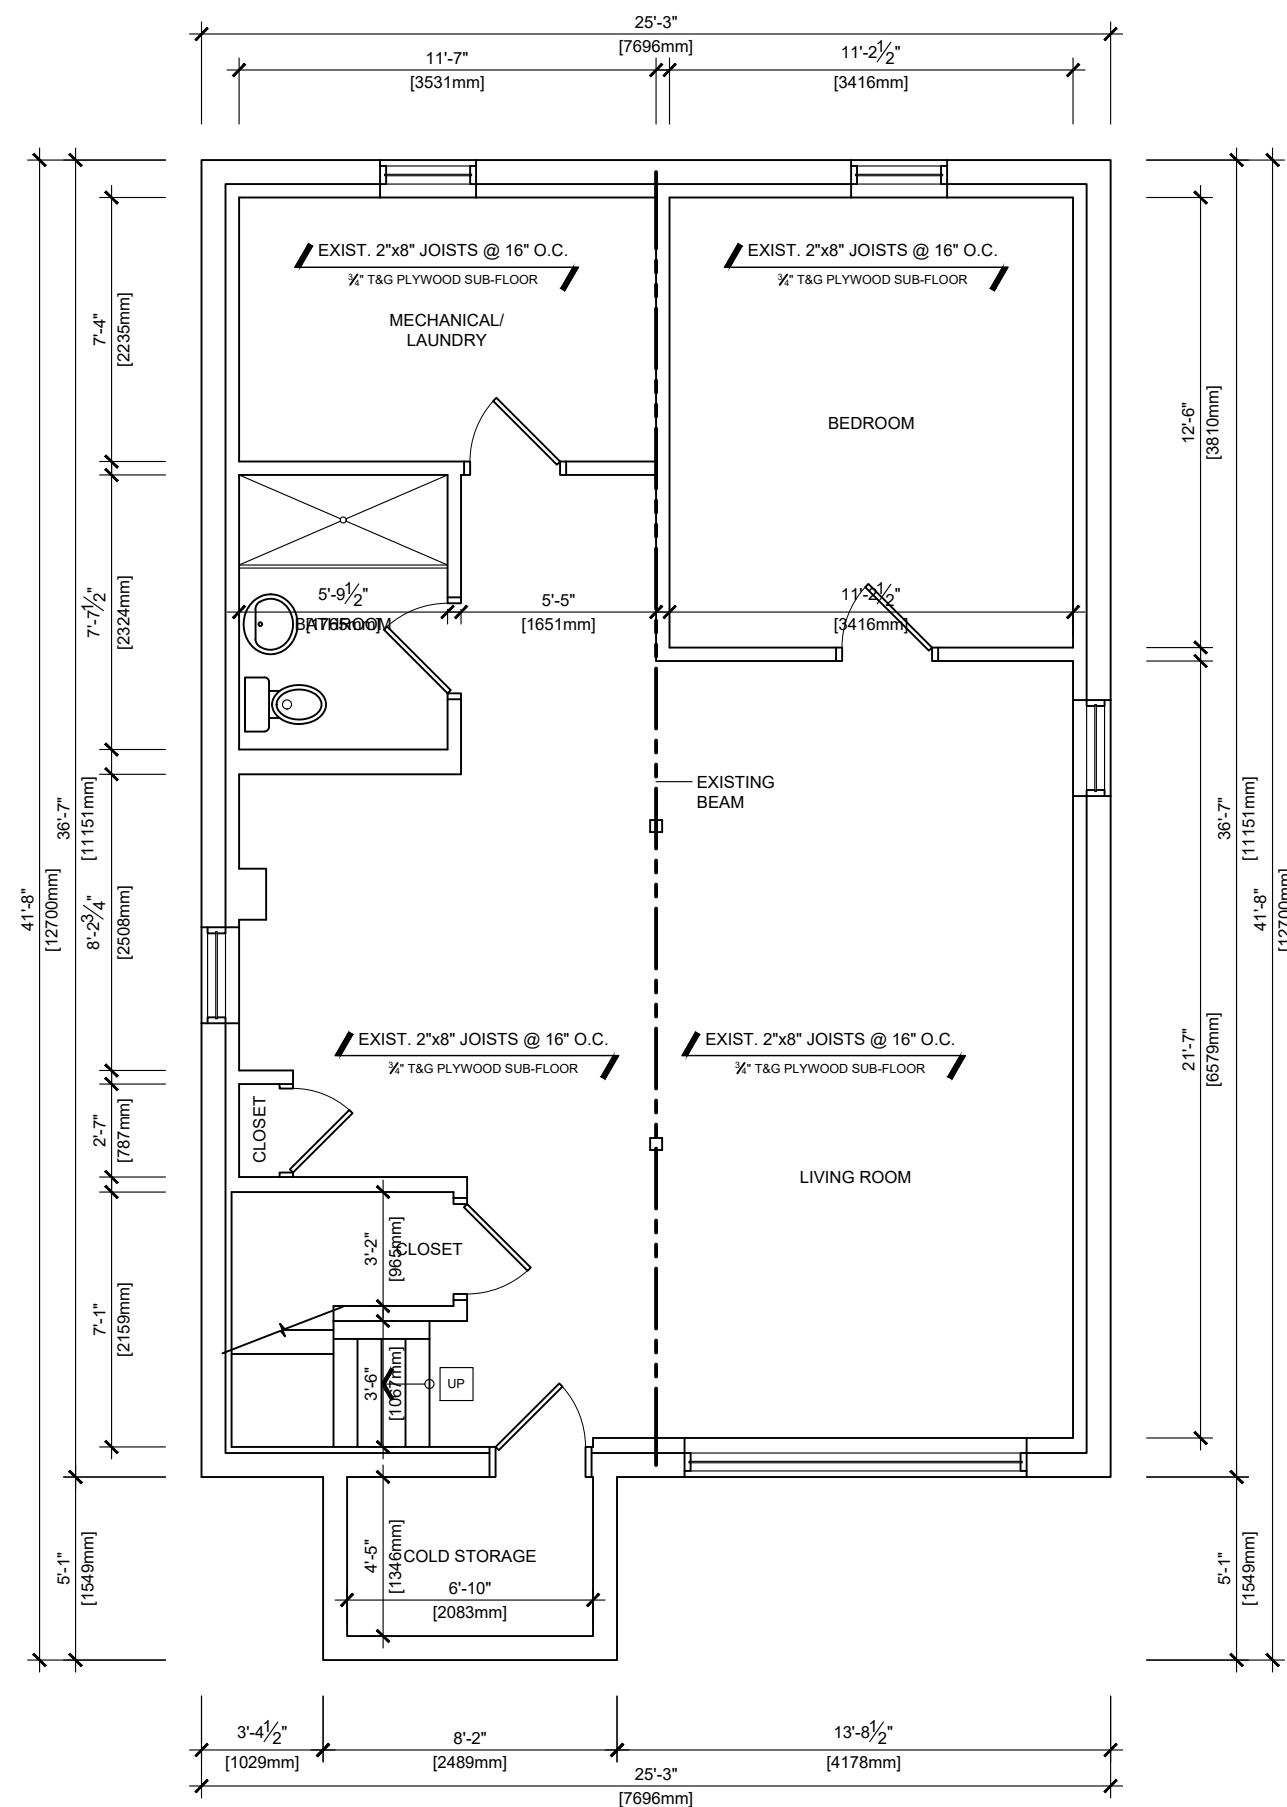 25'-3"
[7696mm]
11'-7"
[3531mm]
11'-2½"
[3416mm]
EXIST. 2"x8" JOISTS @ 16" O.C.
¾" T&G PLYWOOD SUB-FLOOR
EXIST. 2"x8" JOISTS @ 16" O.C.
¾" T&G PLYWOOD SUB-FLOOR
MECHANICAL/
LAUNDRY
BEDROOM
7'-4"
[2235mm]
12'-6"
[3810mm]
5'-9½"
[1765mm]
BATHROOM
5'-5"
[1651mm]
11'-2½"
[3416mm]
7'-7½"
[2324mm]
EXISTING
BEAM
41'-8"
[12700mm]
36'-7"
[11151mm]
8'-2¾"
[2508mm]
36'-7"
[11151mm]
41'-8"
[12700mm]
EXIST. 2"x8" JOISTS @ 16" O.C.
¾" T&G PLYWOOD SUB-FLOOR
EXIST. 2"x8" JOISTS @ 16" O.C.
¾" T&G PLYWOOD SUB-FLOOR
21'-7"
[6579mm]
2'-7"
[787mm]
CLOSET
LIVING ROOM
3'-2"
[965mm]
CLOSET
7'-1"
[2159mm]
3'-6"
[1067mm]
UP
5'-1"
[1549mm]
4'-5"
[1346mm]
COLD STORAGE
6'-10"
[2083mm]
5'-1"
[1549mm]
3'-4½"
[1029mm]
8'-2"
[2489mm]
13'-8½"
[4178mm]
25'-3"
[7696mm]